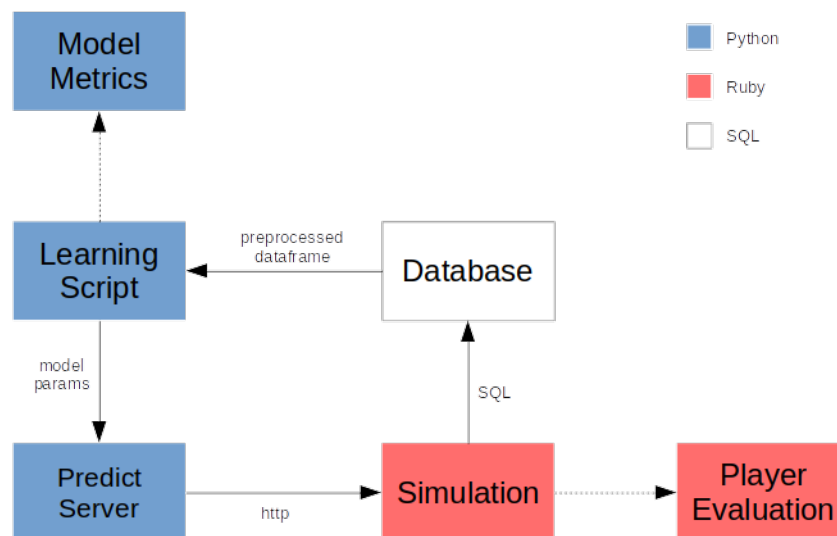 Model
Metrics
Python
Ruby
SQL
Learning
Script
preprocessed
dataframe
Database
model
params
SQL
Predict
Server
http
Simulation
Player
Evaluation